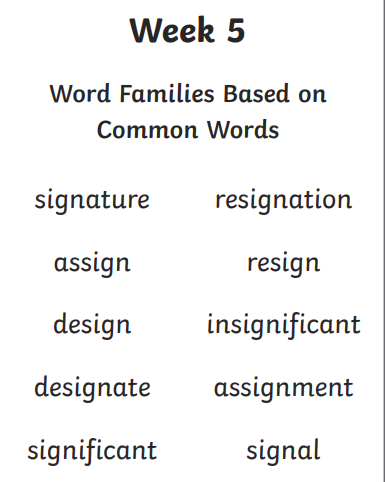 Week 5
Word Families Based on
Common Words
signature resignation
assign resign
design insignificant
designate assignment
significant signal